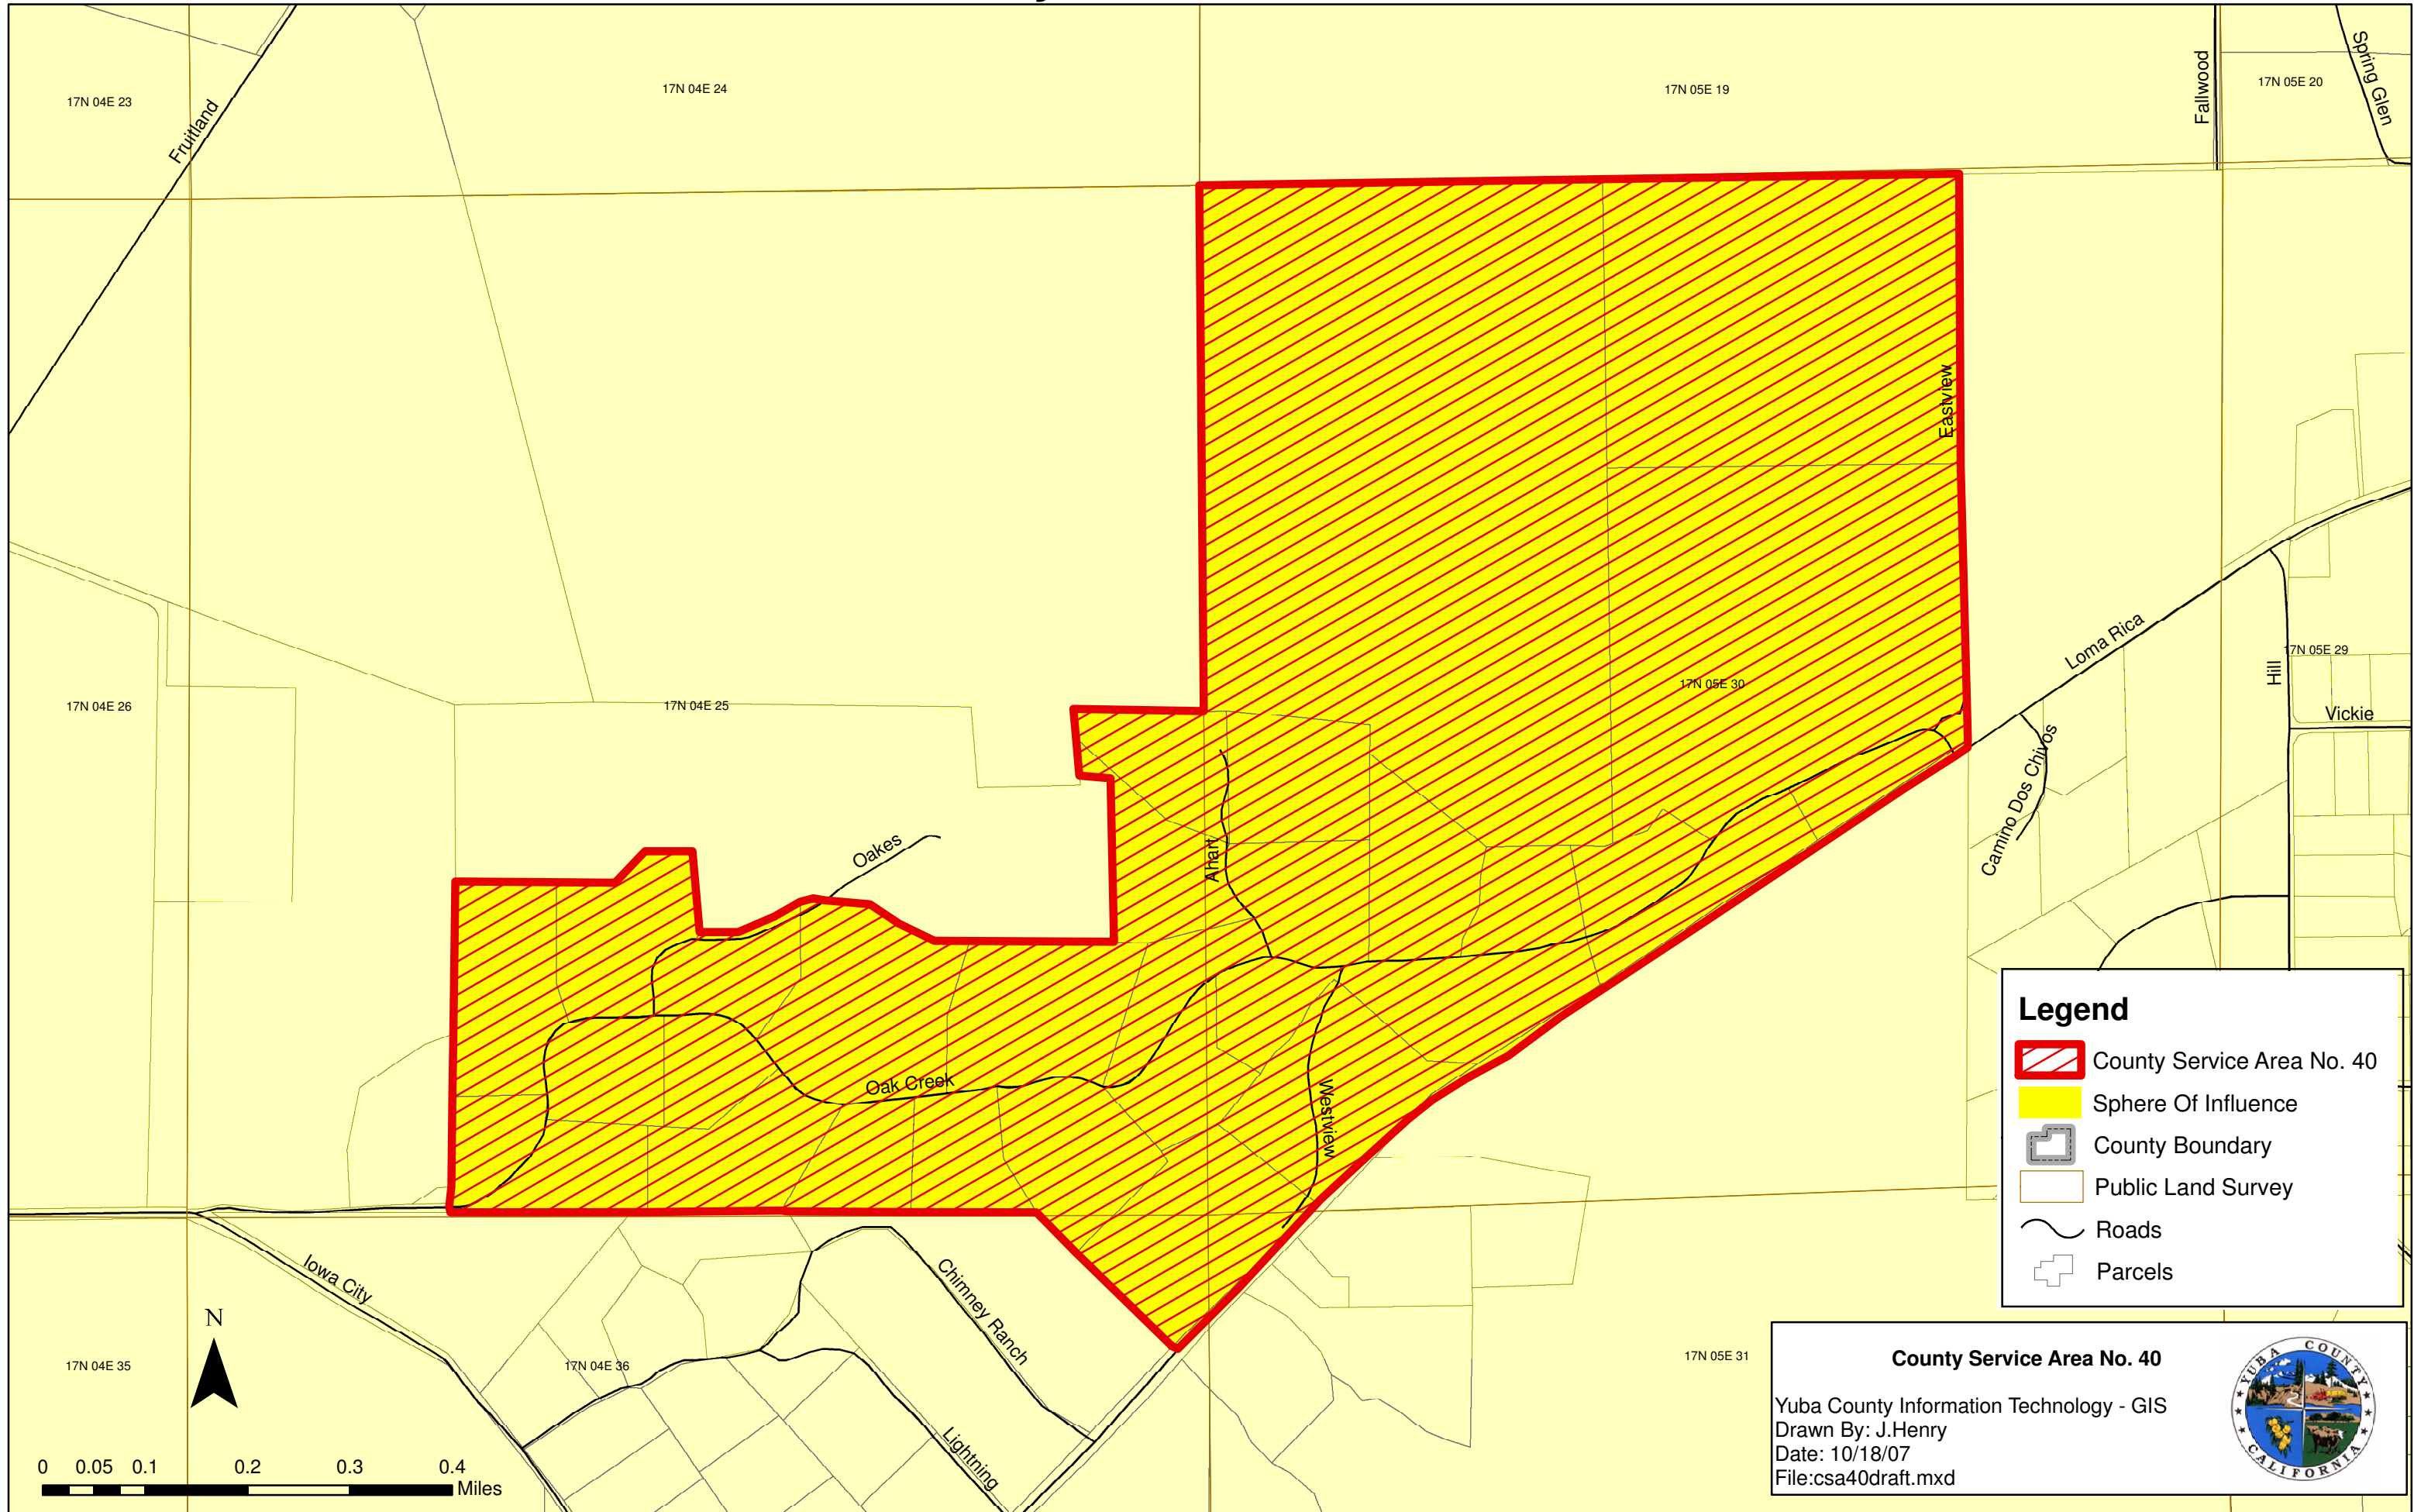 17N 04E 23
17N 04E 24
17N 05E 19
17N 05E 20
Fruitland
Fallwood
Spring Glen
Eastview
Loma Rica
17N 04E 26
17N 04E 25
17N 05E 30
17N 05E 29
Hill
Vickie
Camino Dos Chivos
Oakes
Ahart
Oak Creek
Westview
Iowa City
Chimney Ranch
Lightning
17N 04E 35
17N 04E 36
17N 05E 31
N
0 0.05 0.1 0.2 0.3 0.4
Miles
Legend
County Service Area No. 40
Sphere Of Influence
County Boundary
Public Land Survey
Roads
Parcels
County Service Area No. 40
Yuba County Information Technology - GIS
Drawn By: J.Henry
Date: 10/18/07
File:csa40draft.mxd
YUBA COUNTY
CALIFORNIA